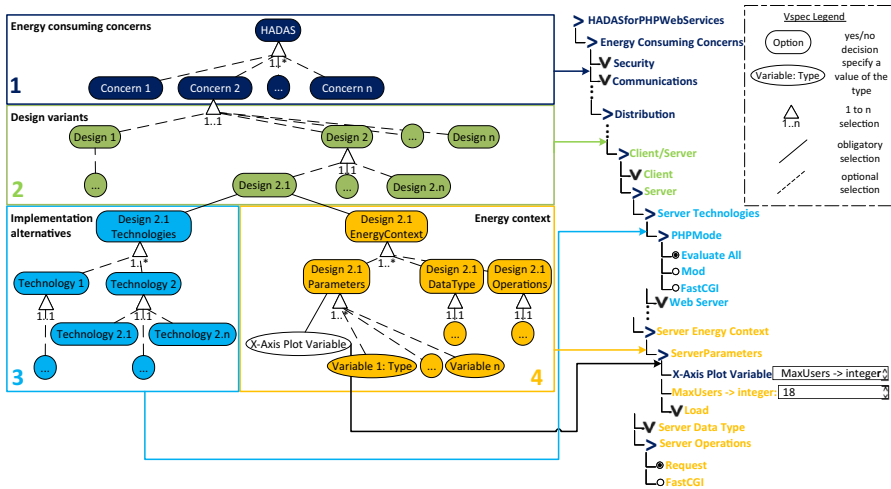 Energy consuming concerns
HADAS
1..*
Concern 1
Concern 2
...
Concern n
1
Design variants
1..1
Design 1
Design 2
...
Design n
1..1
...
Design 2.1
...
Design 2.n
2
Implementation
alternatives
Design 2.1
Technologies
1..*
Technology 1
Technology 2
1..1
1..1
Technology 2.1
Technology 2.n
...
...
3
Energy context
Design 2.1
EnergyContext
1..*
Design 2.1
Parameters
Design 2.1
DataType
Design 2.1
Operations
1..*
1..1
1..1
X-Axis Plot Variable
...
...
Variable 1: Type
...
Variable n
4
HADASforPHPWebServices
Energy Consuming Concerns
Security
Communications
Distribution
Client/Server
Client
Server
Server Technologies
PHPMode
Evaluate All
Mod
FastCGI
Web Server
Server Energy Context
ServerParameters
X-Axis Plot Variable
MaxUsers -> integer
MaxUsers -> integer:
18
Load
Server Data Type
Server Operations
Request
FastCGI
Vspec Legend
Option
yes/no
decision
Variable: Type
specify a
value of the
type
1..n
1 to n
selection
obligatory
selection
optional
selection